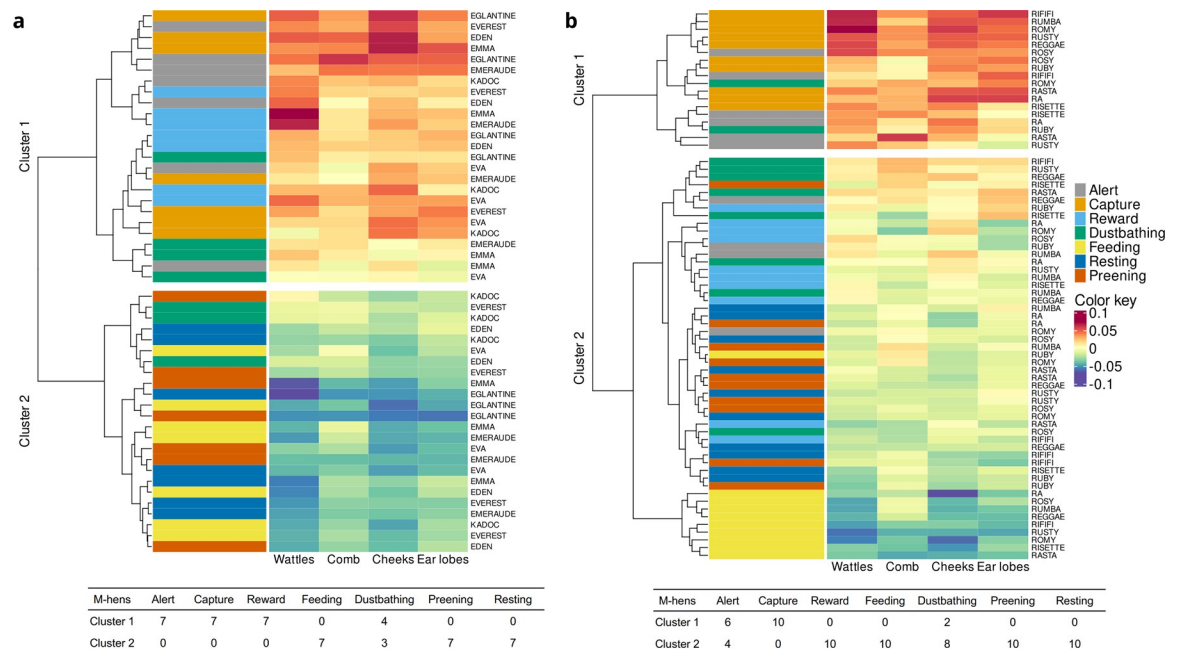 a
Cluster 1
Cluster 2
EGLANTINE
EVEREST
EDEN
EMMA
EGLANTINE
EMERAUDE
KADOC
EVEREST
EDEN
EMMA
EMERAUDE
EGLANTINE
EDEN
EGLANTINE
EVA
EMERAUDE
KADOC
EVA
EVEREST
EVA
KADOC
EMERAUDE
EMMA
EMMA
EVA
KADOC
EVEREST
KADOC
EDEN
KADOC
EVA
EDEN
EVEREST
EMMA
EGLANTINE
EGLANTINE
EGLANTINE
EMMA
EMERAUDE
EVA
EMERAUDE
EVA
EMMA
EDEN
EVEREST
EMERAUDE
KADOC
EVEREST
EDEN
Wattles Comb Cheeks Ear lobes
M-hens Alert Capture Reward Feeding Dustbathing Preening Resting
Cluster 1 7 7 7 0 4 0 0
Cluster 2 0 0 0 7 3 7 7
b
Cluster 1
Cluster 2
RIFIFI
RUMBA
ROMY
RUSTY
REGGAE
ROSY
ROSY
RUBY
RIFIFI
ROMY
RASTA
RA
RISETTE
RISETTE
RA
RUBY
RASTA
RUSTY
RIFIFI
RUSTY
REGGAE
RISETTE
RASTA
REGGAE
RUBY
RISETTE
RA
ROMY
ROSY
RUBY
RUMBA
RA
RUSTY
RUMBA
RISETTE
RUMBA
REGGAE
RUMBA
RA
RA
ROMY
ROSY
RUMBA
RUBY
ROMY
RASTA
RASTA
REGGAE
RUSTY
RUSTY
ROSY
ROMY
RASTA
ROSY
RIFIFI
REGGAE
RIFIFI
RIFIFI
RISETTE
RUBY
RUBY
RA
ROSY
RUMBA
REGGAE
RIFIFI
RUSTY
ROMY
RISETTE
RASTA
Wattles Comb Cheeks Ear lobes
Alert
Capture
Reward
Dustbathing
Feeding
Resting
Preening
Color key
0.1
0.05
0
-0.05
-0.1
M-hens Alert Capture Reward Feeding Dustbathing Preening Resting
Cluster 1 6 10 0 0 2 0 0
Cluster 2 4 0 10 10 8 10 10